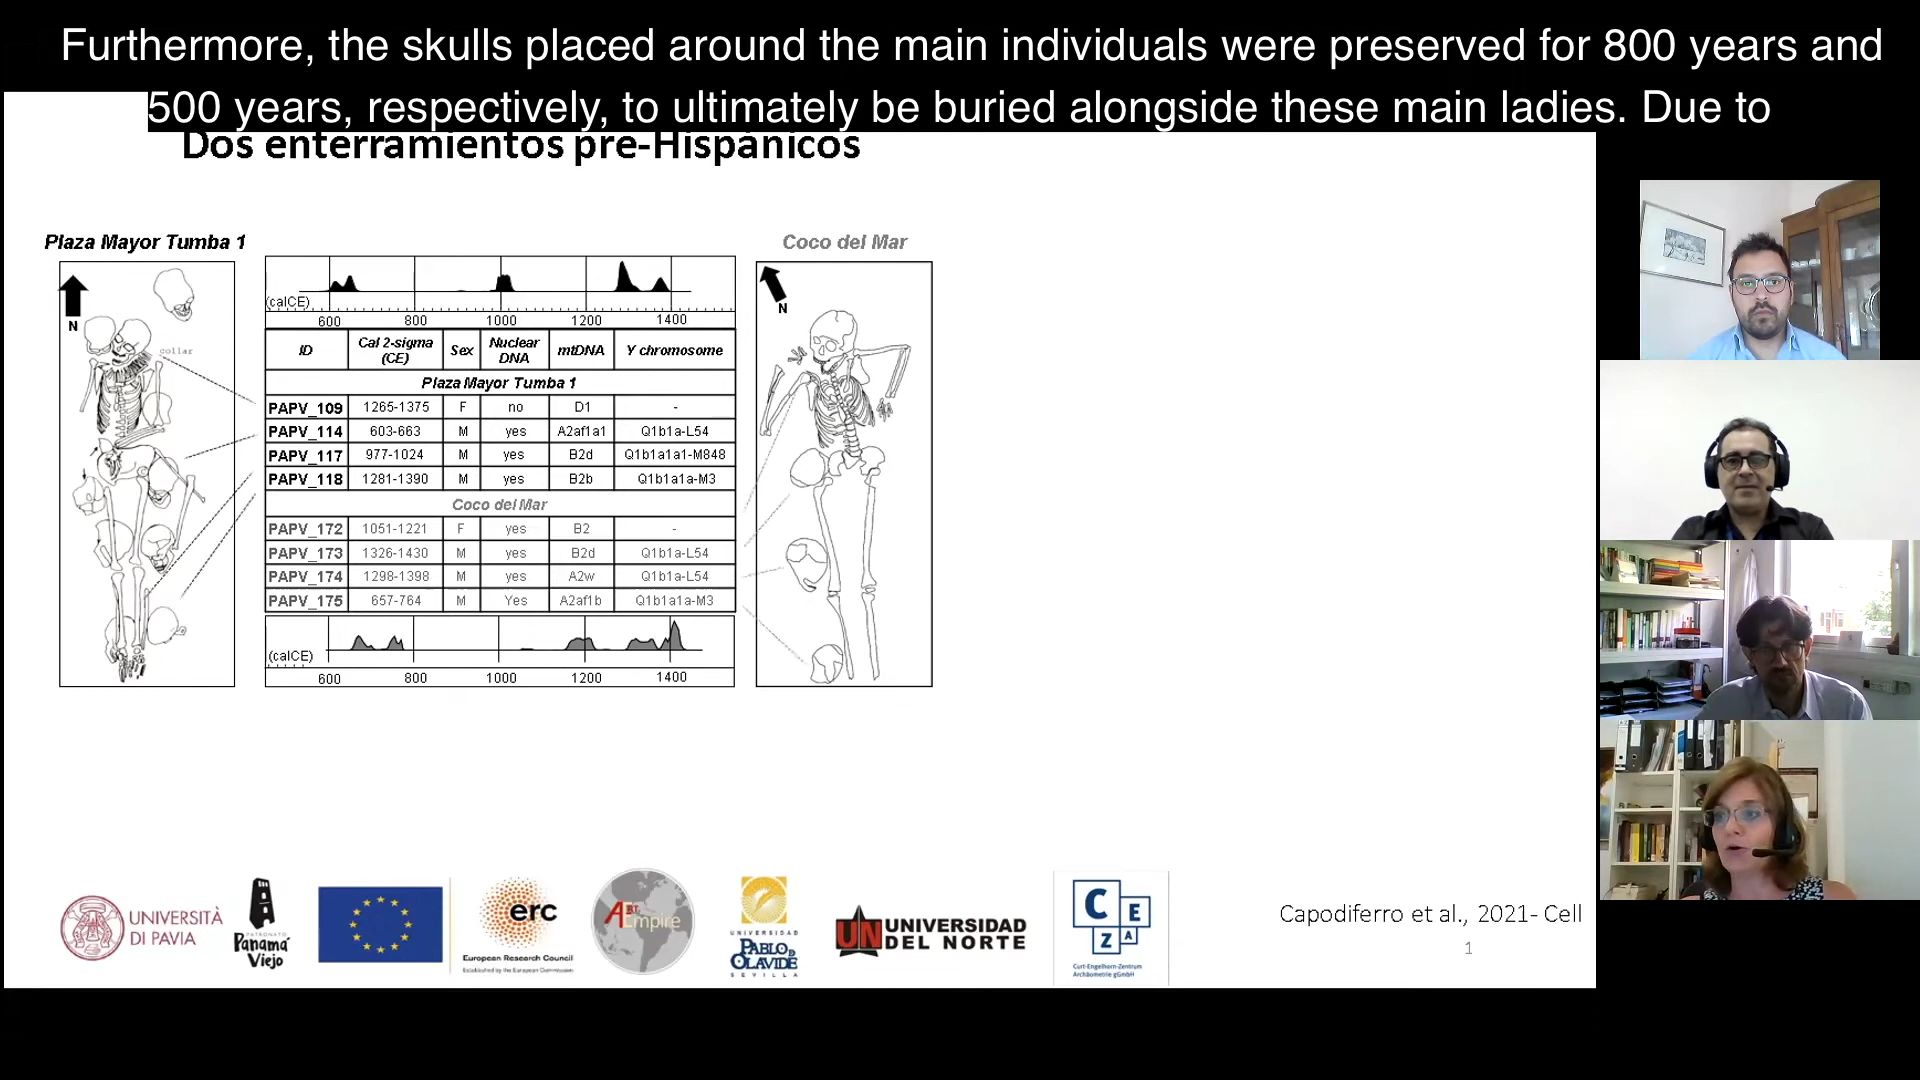 Furthermore, the skulls placed around the main individuals were preserved for 800 years and
500 years, respectively, to ultimately be buried alongside these main ladies. Due to
Dos enterramientos pre-Hispánicos
Plaza Mayor Tumba 1
Coco del Mar
N
collar
(calCE)
600 800 1000 1200 1400
ID Cal 2-sigma (CE) Sex Nuclear DNA mtDNA Y chromosome
Plaza Mayor Tumba 1
PAPV_109 1265-1375 F no D1 -
PAPV_114 603-663 M yes A2af1a1 Q1b1a-L54
PAPV_117 977-1024 M yes B2d Q1b1a1a1-M848
PAPV_118 1281-1390 M yes B2b Q1b1a1a-M3
Coco del Mar
PAPV_172 1051-1221 F yes B2 -
PAPV_173 1326-1430 M yes B2d Q1b1a-L54
PAPV_174 1298-1398 M yes A2w Q1b1a-L54
PAPV_175 657-764 M Yes A2af1b Q1b1a1a-M3
(calCE)
600 800 1000 1200 1400
N
UNIVERSITÀ
DI PAVIA
PATRONATO
Panamá
Viejo
erc
European Research Council
Established by the European Commission
ArtEmpire
UNIVERSIDAD
PABLO DE
OLAVIDE
SEVILLA
UN UNIVERSIDAD
DEL NORTE
C E
Z A
Curt-Engelhorn-Zentrum
Archäometrie gGmbH
Capodiferro et al., 2021- Cell
1